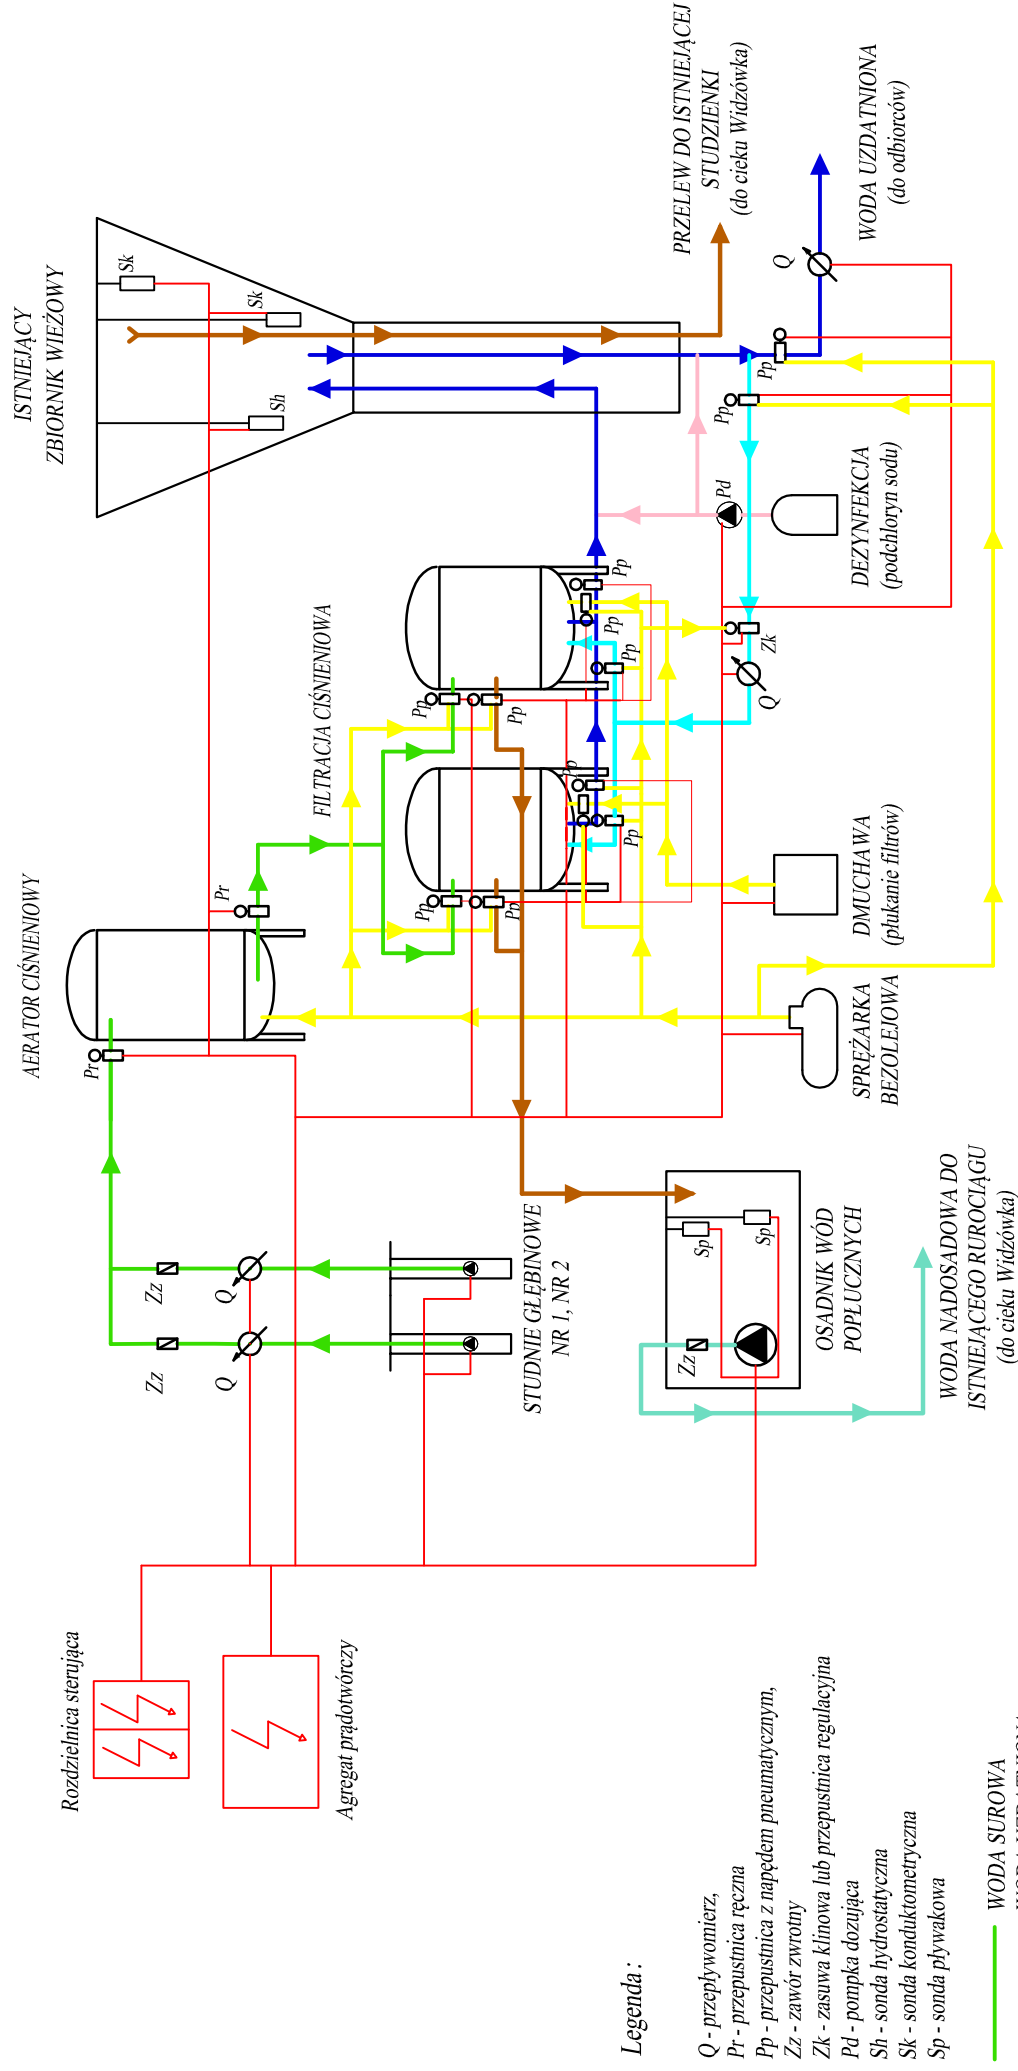 ISTNIEJĄCY
ZBIORNIK WIEŻOWY
Sk
Sk
Sh
PRZELEW DO ISTNIEJĄCEJ
STUDZIENKI
(do cieku Widzówka)
WODA UZDATNIONA
(do odbiorców)
Q
Pp
Pp
Pd
DEZYNFEKCJA
(podchloryn sodu)
Zk
Q
FILTRACJA CIŚNIENIOWA
Pp
Pp
Pp
Pp
Pp
Pp
Pp
Pp
Pp
DMUCHAWA
(płukanie filtrów)
SPRĘŻARKA
BEZOLEJOWA
AERATOR CIŚNIENIOWY
Pr
Pr
Zz
Zz
Q
Q
STUDNIE GŁĘBINOWE
NR 1, NR 2
Sp
Sp
Zz
OSADNIK WÓD
POPŁUCZNYCH
WODA NADOSADOWA DO
ISTNIEJĄCEGO RUROCIĄGU
(do cieku Widzówka)
Rozdzielnica sterująca
Agregat prądotwórczy
Legenda:
Q - przepływomierz,
Pr - przepustnica ręczna
Pp - przepustnica z napędem pneumatycznym,
Zz - zawór zwrotny
Zk - zasuwa klinowa lub przepustnica regulacyjna
Pd - pompka dozująca
Sh - sonda hydrostatyczna
Sk - sonda konduktometryczna
Sp - sonda pływakowa
WODA SUROWA